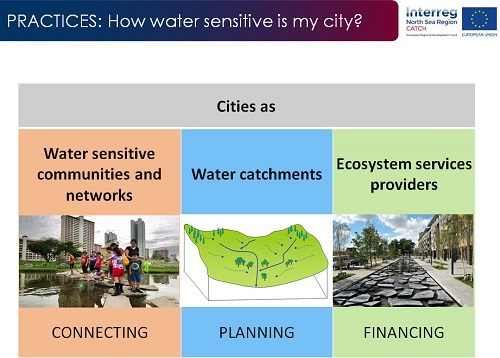 PRACTICES: How water sensitive is my city?
Interreg
North Sea Region
CATCH
European Regional Development Fund
EUROPEAN UNION
Cities as
Water sensitive
communities and
networks
Water catchments
Ecosystem services
providers
CONNECTING
PLANNING
FINANCING